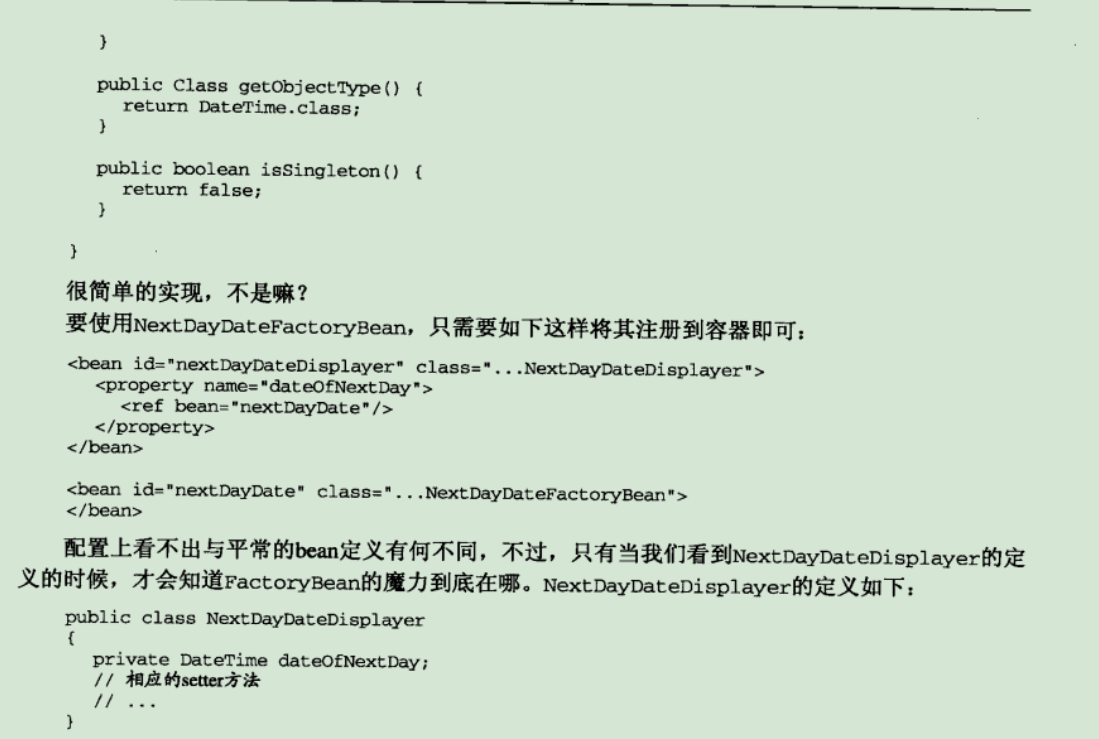 }
public Class getObjectType() {
return DateTime.class;
}
public boolean isSingleton() {
return false;
}
}
很简单的实现，不是嘛？
要使用NextDayDateFactoryBean，只需要如下这样将其注册到容器即可：
<bean id="nextDayDateDisplayer" class="...NextDayDateDisplayer">
<property name="dateOfNextDay">
<ref bean="nextDayDate"/>
</property>
</bean>
<bean id="nextDayDate" class="...NextDayDateFactoryBean">
</bean>
配置上看不出与平常的bean定义有何不同，不过，只有当我们看到NextDayDateDisplayer的定
义的时候，才会知道FactoryBean的魔力到底在哪。NextDayDateDisplayer的定义如下：
public class NextDayDateDisplayer
{
private DateTime dateOfNextDay;
// 相应的setter方法
// ...
}